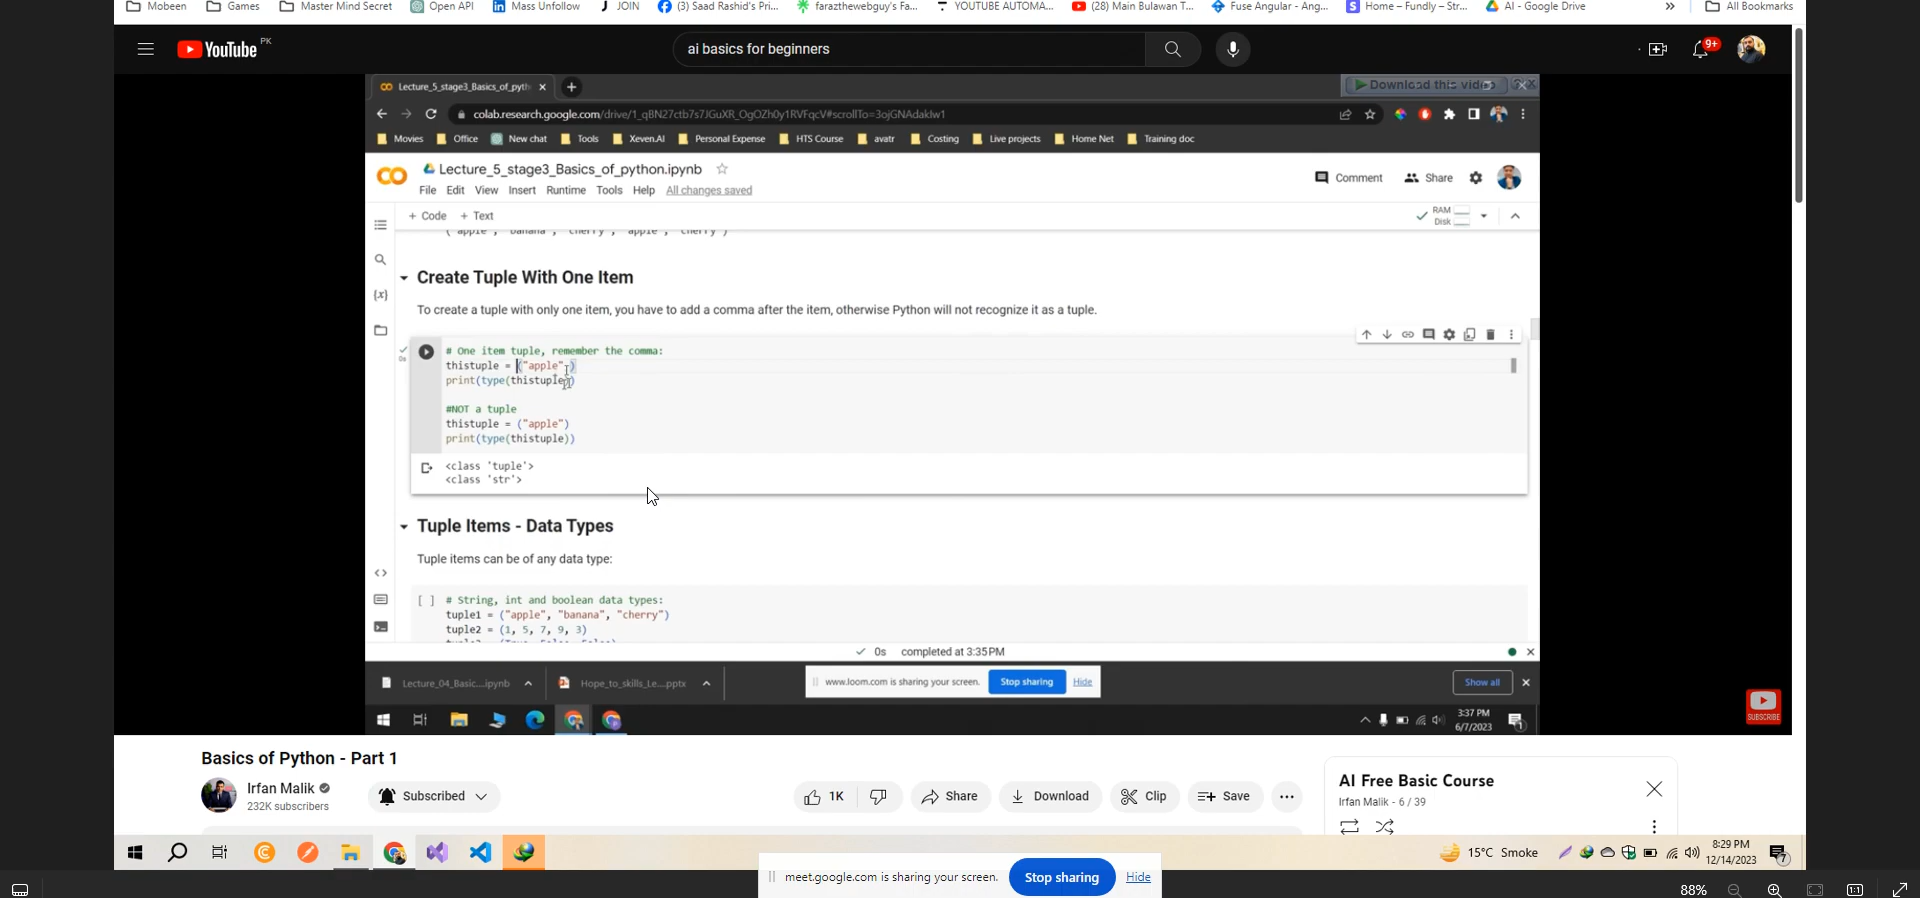 Mobeen Games Master Mind Secret Open API Mass Unfollow JOIN (3) Saad Rashid's Pri... farazthewebguy's Fa... YOUTUBE AUTOMA... (28) Main Bulawan T... Fuse Angular - Ang... Home – Fundly – Str... AI - Google Drive » All Bookmarks
YouTube PK
ai basics for beginners
9+
Lecture_5_stage3_Basics_of_pyth
Download this video
colab.research.google.com/drive/1_qBN27ctb7s7JGuXR_OgOZh0y1RVFqcV#scrollTo=3ojGNAdaklw1
Movies Office New chat Tools Xeven.AI Personal Expense HTS Course avatr Costing Live projects Home Net Training doc
Lecture_5_stage3_Basics_of_python.ipynb
File Edit View Insert Runtime Tools Help All changes saved
Comment Share
+ Code + Text
RAM
Disk
('apple', 'banana', 'cherry', 'apple', 'cherry')
Create Tuple With One Item
To create a tuple with only one item, you have to add a comma after the item, otherwise Python will not recognize it as a tuple.
{x}
0s
# One item tuple, remember the comma:
thistuple = ("apple",)
print(type(thistuple))
#NOT a tuple
thistuple = ("apple")
print(type(thistuple))
<class 'tuple'>
<class 'str'>
Tuple Items - Data Types
Tuple items can be of any data type:
[ ] # String, int and boolean data types:
tuple1 = ("apple", "banana", "cherry")
tuple2 = (1, 5, 7, 9, 3)
0s completed at 3:35 PM
Lecture_04_Basic....ipynb Hope_to_skills_Le....pptx
www.loom.com is sharing your screen. Stop sharing Hide
Show all
3:37 PM
6/7/2023
1
SUBSCRIBE
Basics of Python - Part 1
Irfan Malik
232K subscribers
Subscribed
1K Share Download Clip Save
AI Free Basic Course
Irfan Malik - 6 / 39
15°C Smoke
8:29 PM
12/14/2023
7
meet.google.com is sharing your screen. Stop sharing Hide
88%
1:1